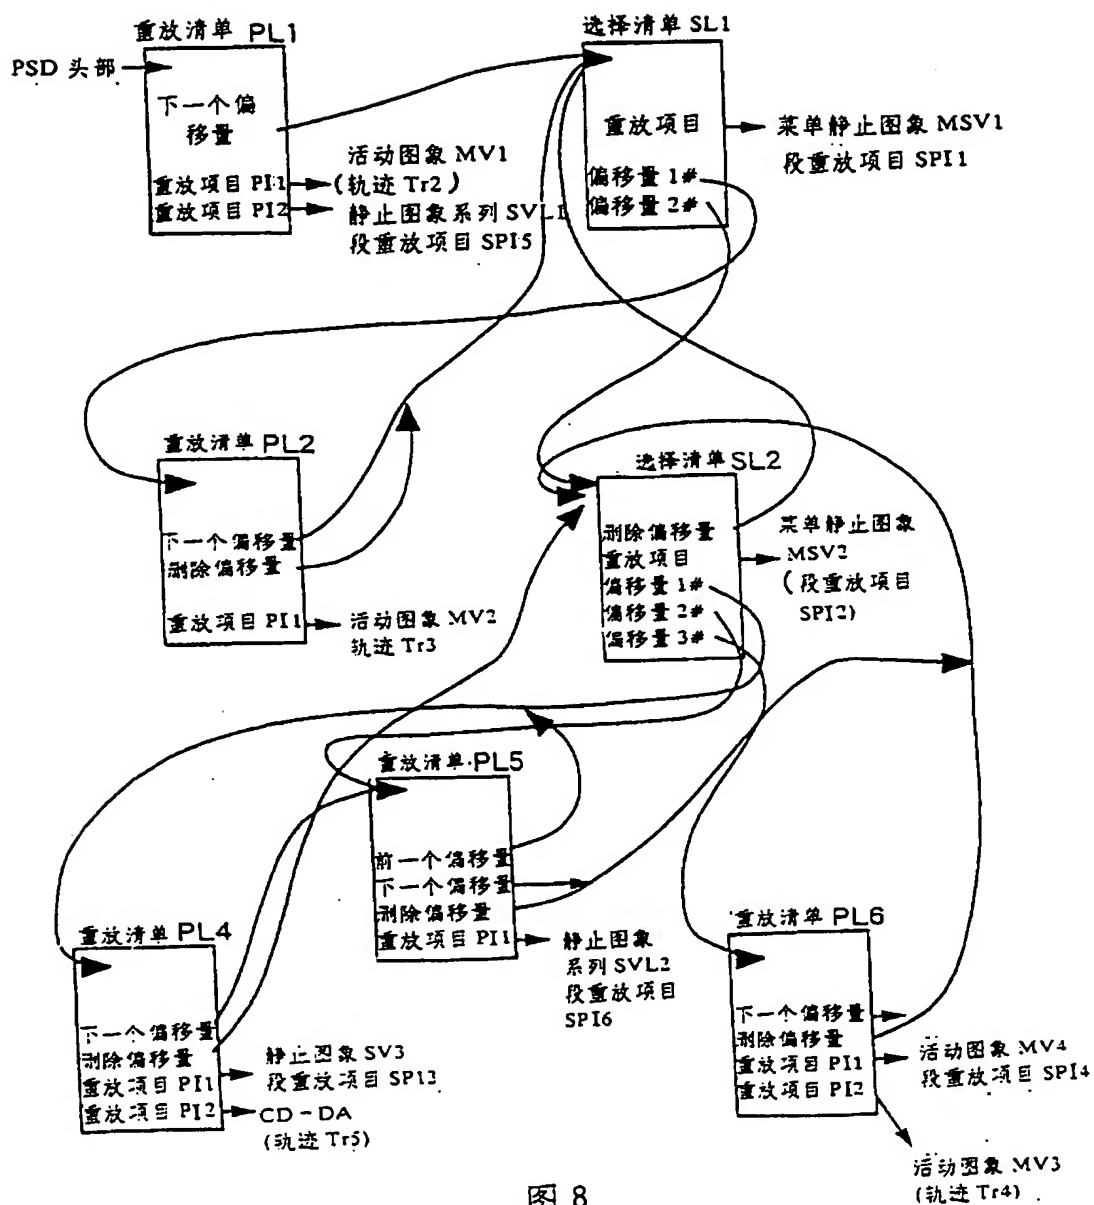 重放清单 PL1
PSD 头部
下一个偏
移量
重放项目 PI1
重放项目 PI2
活动图象 MV1
(轨迹 Tr2)
静止图象系列 SVL1
段重放项目 SPI5
选择清单 SL1
重放项目
偏移量 1#
偏移量 2#
菜单静止图象 MSV1
段重放项目 SPI1
重放清单 PL2
下一个偏移量
删除偏移量
重放项目 PI1
活动图象 MV2
轨迹 Tr3
选择清单 SL2
删除偏移量
重放项目
偏移量 1#
偏移量 2#
偏移量 3#
菜单静止图象
MSV2
(段重放项目
SPI2)
重放清单 PL5
前一个偏移量
下一个偏移量
删除偏移量
重放项目 PI1
静止图象
系列 SVL2
段重放项目
SPI6
重放清单 PL4
下一个偏移量
删除偏移量
重放项目 PI1
重放项目 PI2
静止图象 SV3
段重放项目 SP13
CD-DA
(轨迹 Tr5)
重放清单 PL6
下一个偏移量
删除偏移量
重放项目 PI1
重放项目 PI2
活动图象 MV4
段重放项目 SPI4
活动图象 MV3
(轨迹 Tr4)
图 8